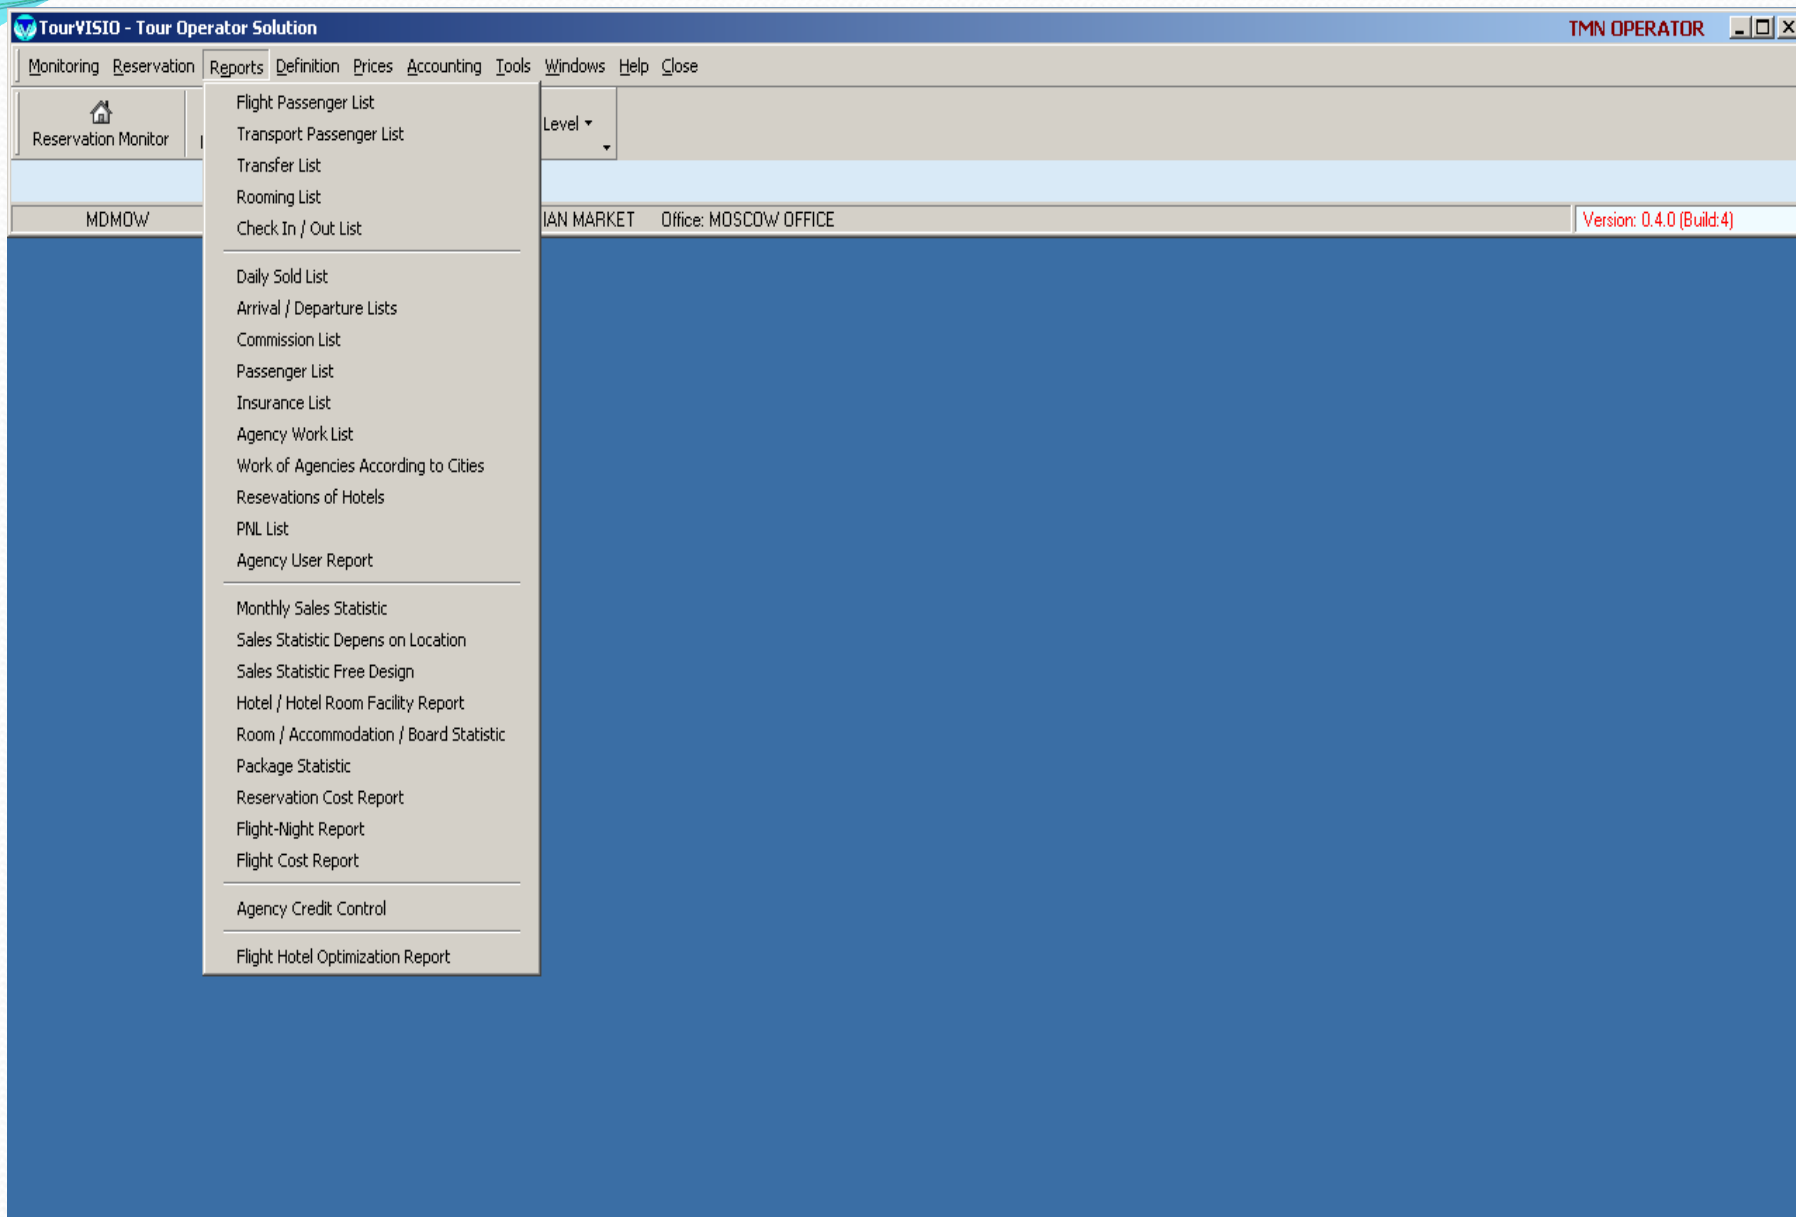 TourVISIO - Tour Operator Solution TMN OPERATOR
Monitoring Reservation Reports Definition Prices Accounting Tools Windows Help Close
Reservation Monitor Level
MDMOW MARKET Office: MOSCOW OFFICE Version: 0.4.0 (Build:4)
Flight Passenger List
Transport Passenger List
Transfer List
Rooming List
Check In / Out List
Daily Sold List
Arrival / Departure Lists
Commission List
Passenger List
Insurance List
Agency Work List
Work of Agencies According to Cities
Resevations of Hotels
PNL List
Agency User Report
Monthly Sales Statistic
Sales Statistic Depens on Location
Sales Statistic Free Design
Hotel / Hotel Room Facility Report
Room / Accommodation / Board Statistic
Package Statistic
Reservation Cost Report
Flight-Night Report
Flight Cost Report
Agency Credit Control
Flight Hotel Optimization Report